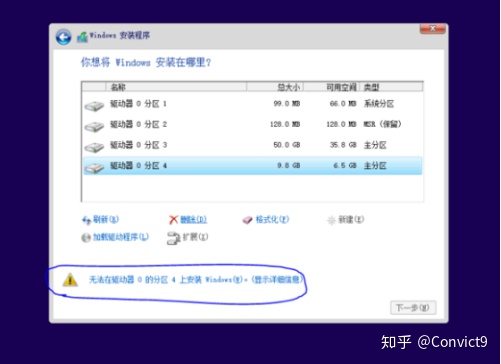 Windows 安装程序
你想将 Windows 安装在哪里?
名称 总大小 可用空间 类型
驱动器 0 分区 1 99.0 MB 66.0 MB 系统分区
驱动器 0 分区 2 128.0 MB 128.0 MB MSR (保留)
驱动器 0 分区 3 50.0 GB 35.8 GB 主分区
驱动器 0 分区 4 9.8 GB 6.5 GB 主分区
刷新(R) 删除(D) 格式化(F) 新建(E)
加载驱动程序(L) 扩展(X)
无法在驱动器 0 的分区 4 上安装 Windows(W)。(显示详细信息)
下一步(N)
知乎 @Convict9